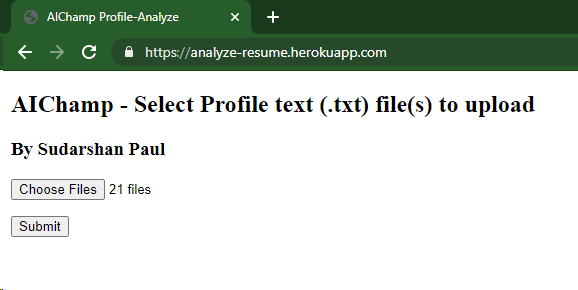 AIChamp Profile-Analyze
https://analyze-resume.herokuapp.com
AIChamp - Select Profile text (.txt) file(s) to upload
By Sudarshan Paul
Choose Files 21 files
Submit